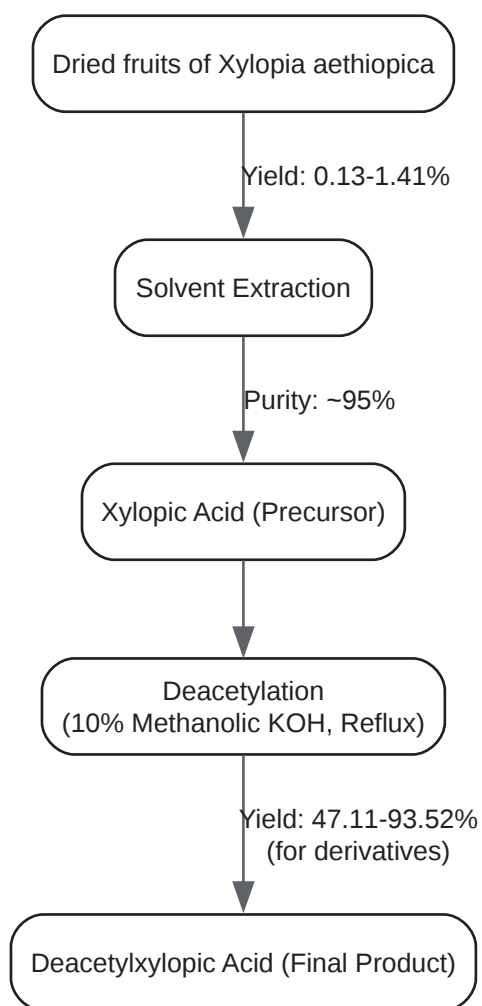 Dried fruits of Xylopia aethiopica
Yield: 0.13-1.41%
Solvent Extraction
Purity: ~95%
Xylopic Acid (Precursor)
Deacetylation
(10% Methanolic KOH, Reflux)
Yield: 47.11-93.52%
(for derivatives)
Deacetylxylopic Acid (Final Product)